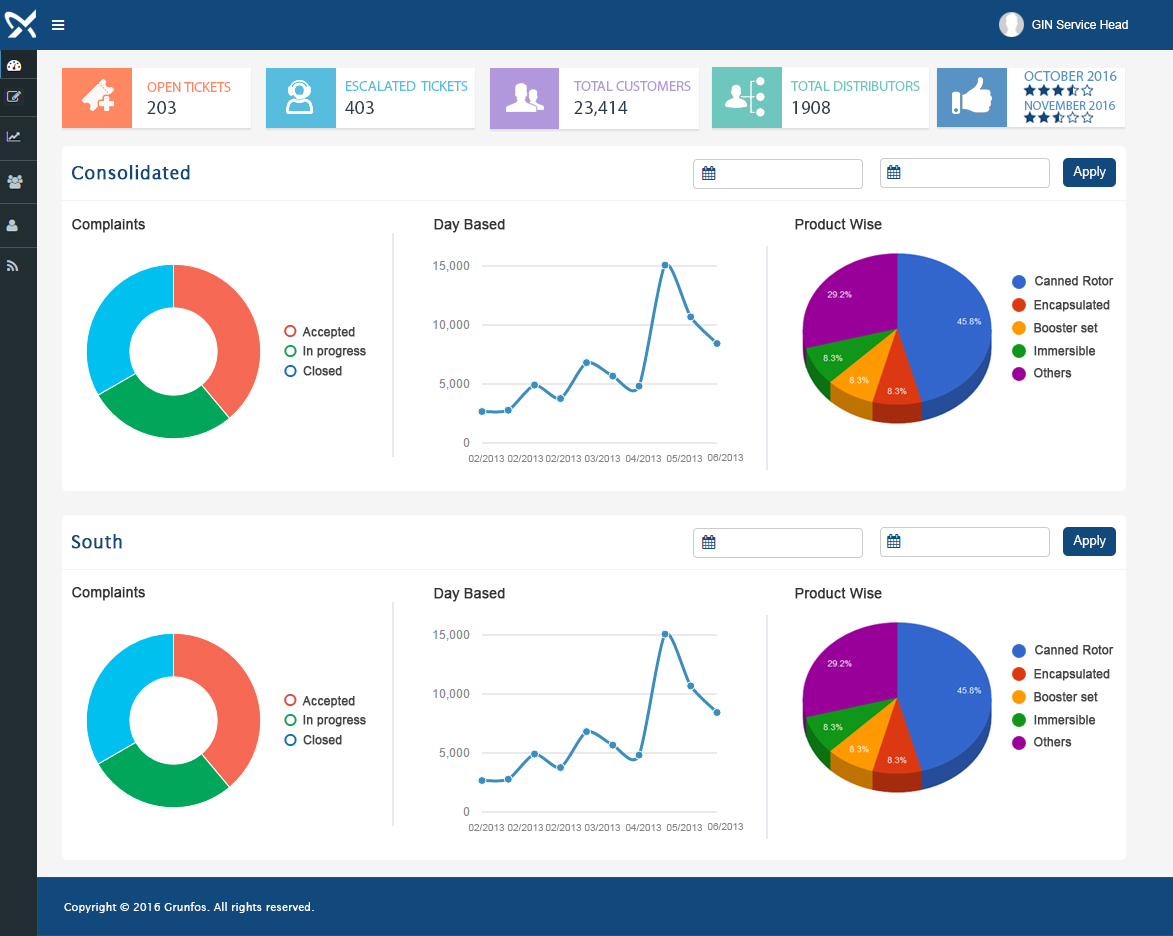 GIN Service Head
OPEN TICKETS
203
ESCALATED TICKETS
403
TOTAL CUSTOMERS
23,414
TOTAL DISTRIBUTORS
1908
OCTOBER 2016
NOVEMBER 2016
Consolidated
Apply
Complaints
Accepted
In progress
Closed
Day Based
15,000
10,000
5,000
0
02/2013 02/2013 02/2013 03/2013 04/2013 05/2013 06/2013
Product Wise
29.2%
45.8%
8.3%
8.3%
8.3%
Canned Rotor
Encapsulated
Booster set
Immersible
Others
South
Apply
Complaints
Accepted
In progress
Closed
Day Based
15,000
10,000
5,000
0
02/2013 02/2013 02/2013 03/2013 04/2013 05/2013 06/2013
Product Wise
29.2%
45.8%
8.3%
8.3%
8.3%
Canned Rotor
Encapsulated
Booster set
Immersible
Others
Copyright © 2016 Grunfos. All rights reserved.